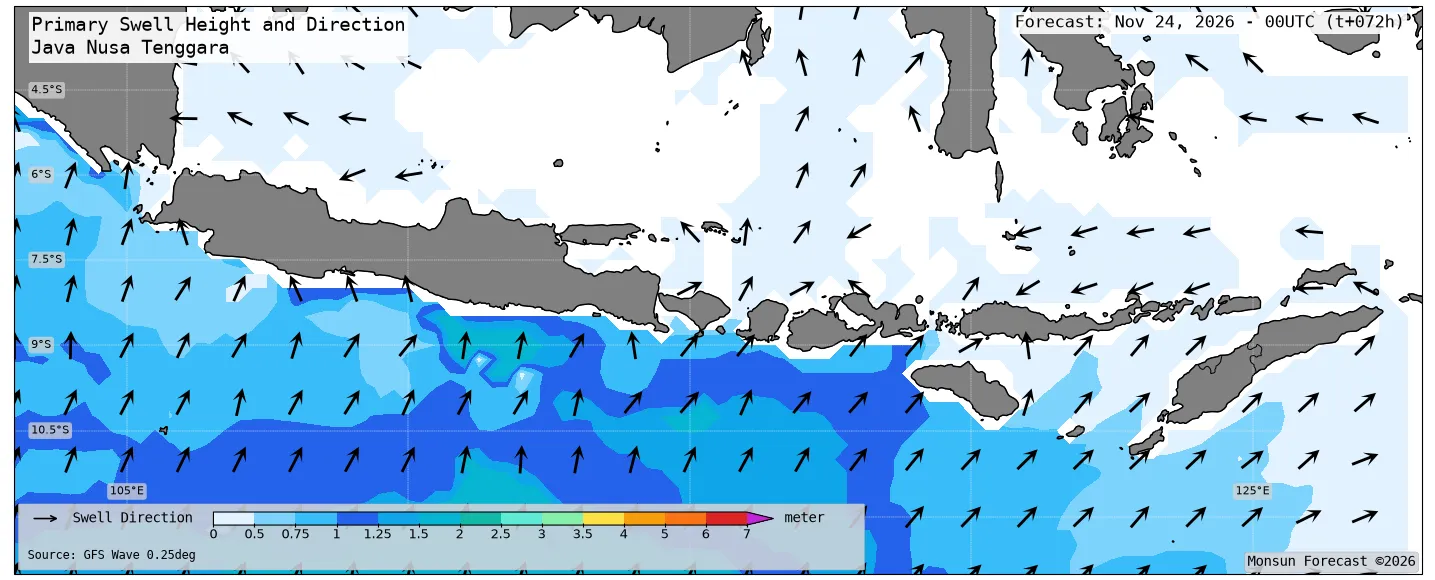 Primary Swell Height and Direction
Java Nusa Tenggara
Forecast: Nov 24, 2026 - 00UTC (t+072h)
4.5°S
6°S
7.5°S
9°S
10.5°S
105°E
125°E
Swell Direction
0 0.5 0.75 1 1.25 1.5 2 2.5 3 3.5 4 5 6 7
meter
Source: GFS Wave 0.25deg
Monsun Forecast ©2026